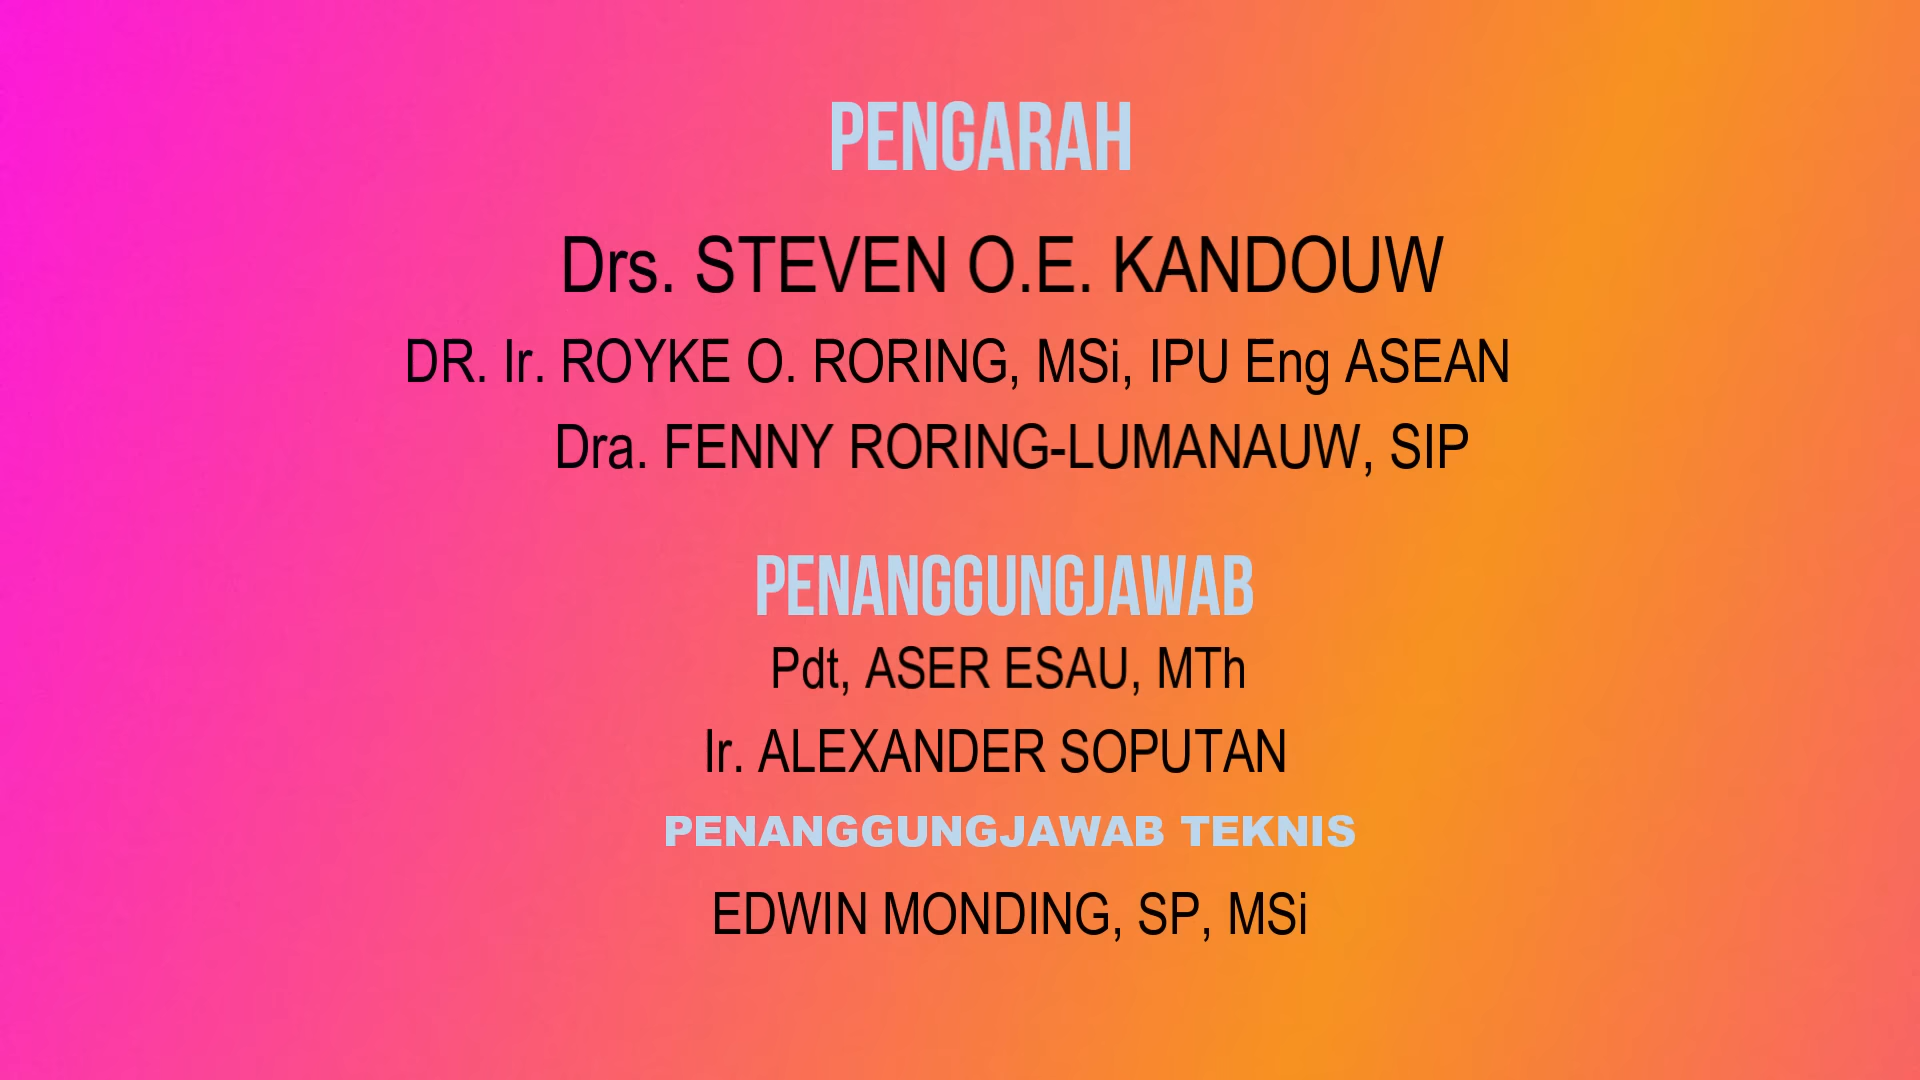 PENGARAH
Drs. STEVEN O.E. KANDOUW
DR. Ir. ROYKE O. RORING, MSi, IPU Eng ASEAN
Dra. FENNY RORING-LUMANAUW, SIP
PENANGGUNGJAWAB
Pdt, ASER ESAU, MTh
Ir. ALEXANDER SOPUTAN
PENANGGUNGJAWAB TEKNIS
EDWIN MONDING, SP, MSi